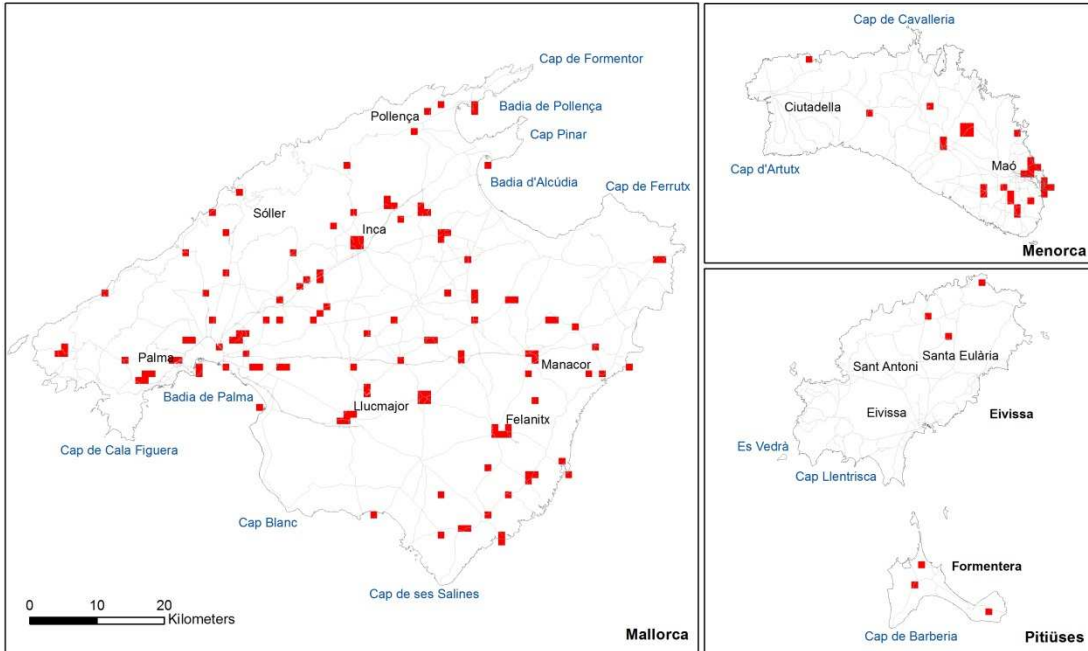 Cap de Formentor
Badia de Pollença
Pollença
Cap Pinar
Badia d'Alcúdia
Cap de Ferrutx
Sóller
Inca
Palma
Manacor
Badia de Palma
Llucmajor
Felanitx
Cap de Cala Figuera
Cap Blanc
Cap de ses Salines
0 10 20
Kilometers
Mallorca
Cap de Cavalleria
Ciutadella
Cap d'Artutx
Maó
Menorca
Santa Eulària
Sant Antoni
Eivissa
Eivissa
Es Vedrà
Cap Llentrisca
Formentera
Cap de Barberia
Pitiüses